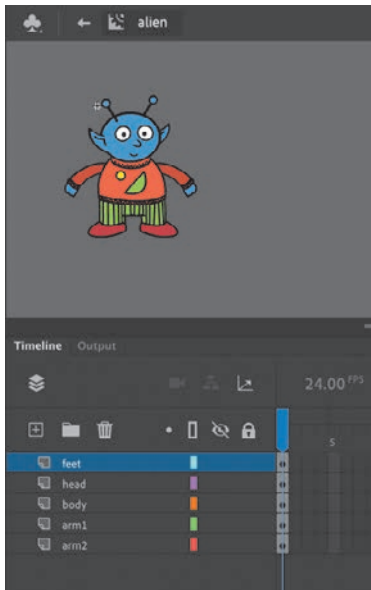 alien
Timeline Output
24.00 FPS
5
feet
head
body
arm1
arm2